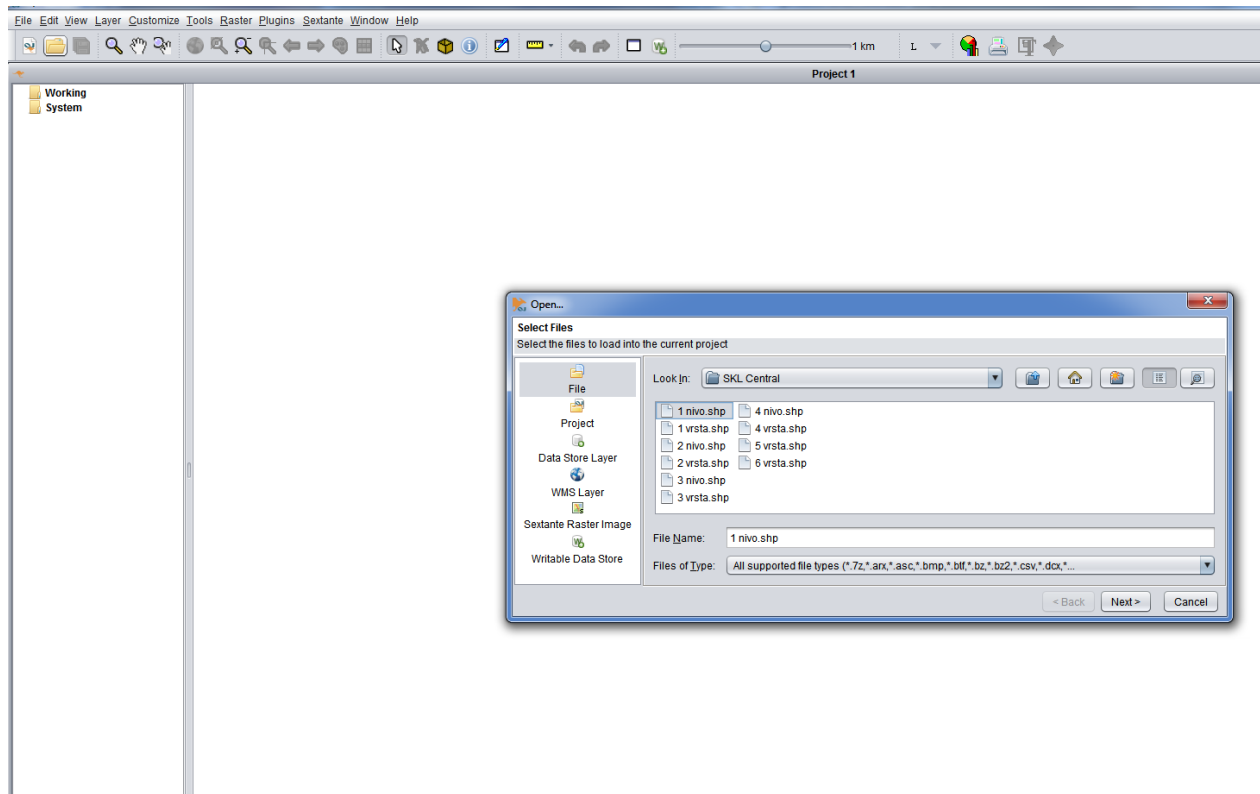 File Edit View Layer Customize Tools Raster Plugins Sextante Window Help
1 km L
Project 1
Working
System
Open...
Select Files
Select the files to load into the current project
File
Project
Data Store Layer
WMS Layer
Sextante Raster Image
Writable Data Store
Look In: SKL Central
1 nivo.shp 4 nivo.shp
1 vrsta.shp 4 vrsta.shp
2 nivo.shp 5 vrsta.shp
2 vrsta.shp 6 vrsta.shp
3 nivo.shp
3 vrsta.shp
File Name: 1 nivo.shp
Files of Type: All supported file types (*.7z,*.arx,*.asc,*.bmp,*.btf,*.bz,*.bz2,*.csv,*.dcx,*...
< Back Next > Cancel